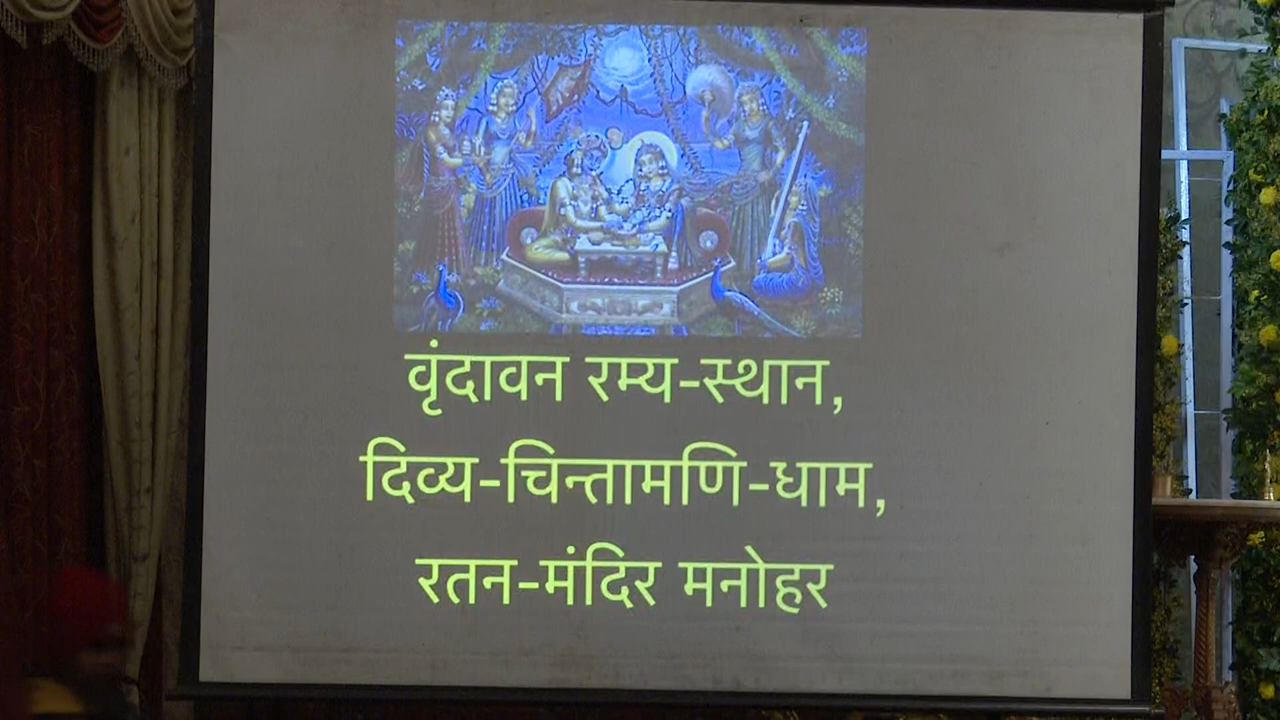 वृंदावन रम्य-स्थान,
दिव्य-चिन्तामणि-धाम,
रतन-मंदिर मनोहर